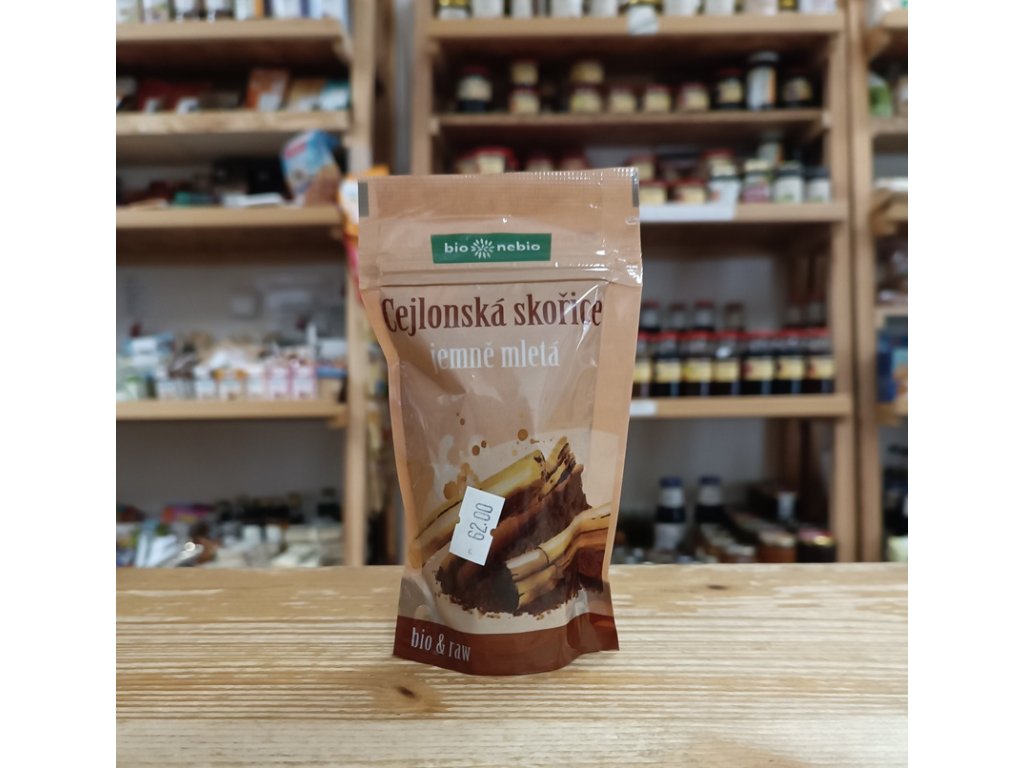 bio nebio
Cejlonská skořice
jemně mletá
62.00
bio & raw